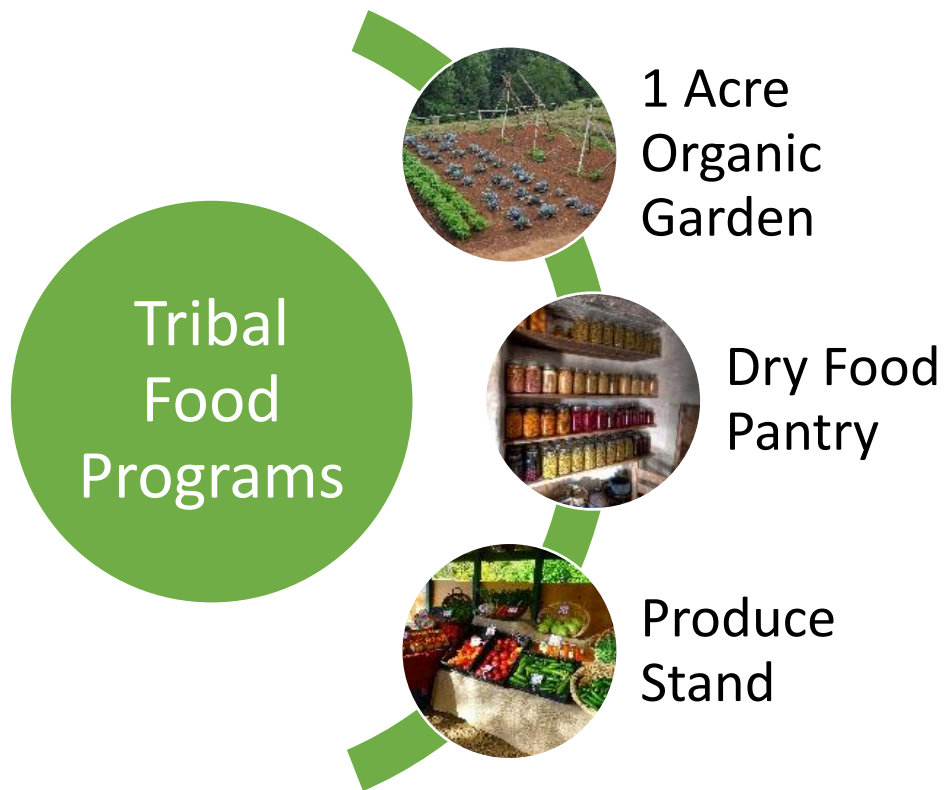 Tribal
Food
Programs
1 Acre
Organic
Garden
Dry Food
Pantry
Produce
Stand